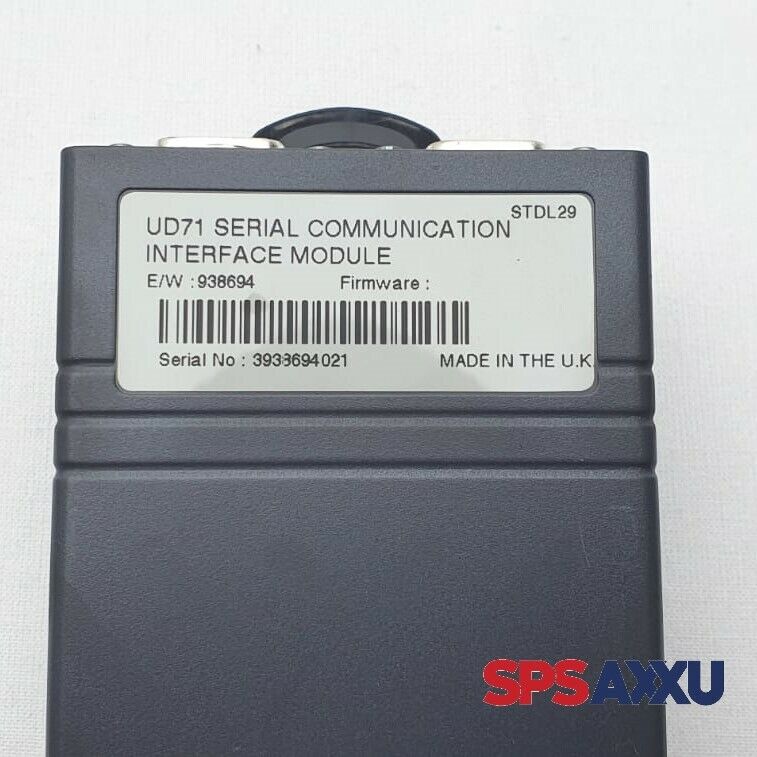 STDL29
UD71 SERIAL COMMUNICATION
INTERFACE MODULE
E/W :938694 Firmware :
Serial No : 3938694021 MADE IN THE U.K
SPSAXXU